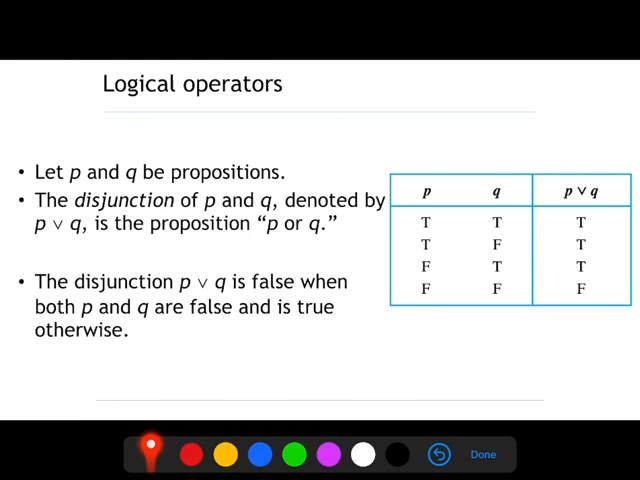 Logical operators
• Let p and q be propositions.
• The disjunction of p and q, denoted by
p ∨ q, is the proposition “p or q.”
• The disjunction p ∨ q is false when
both p and q are false and is true
otherwise.
p q p ∨ q
T T T
T F T
F T T
F F F
Done